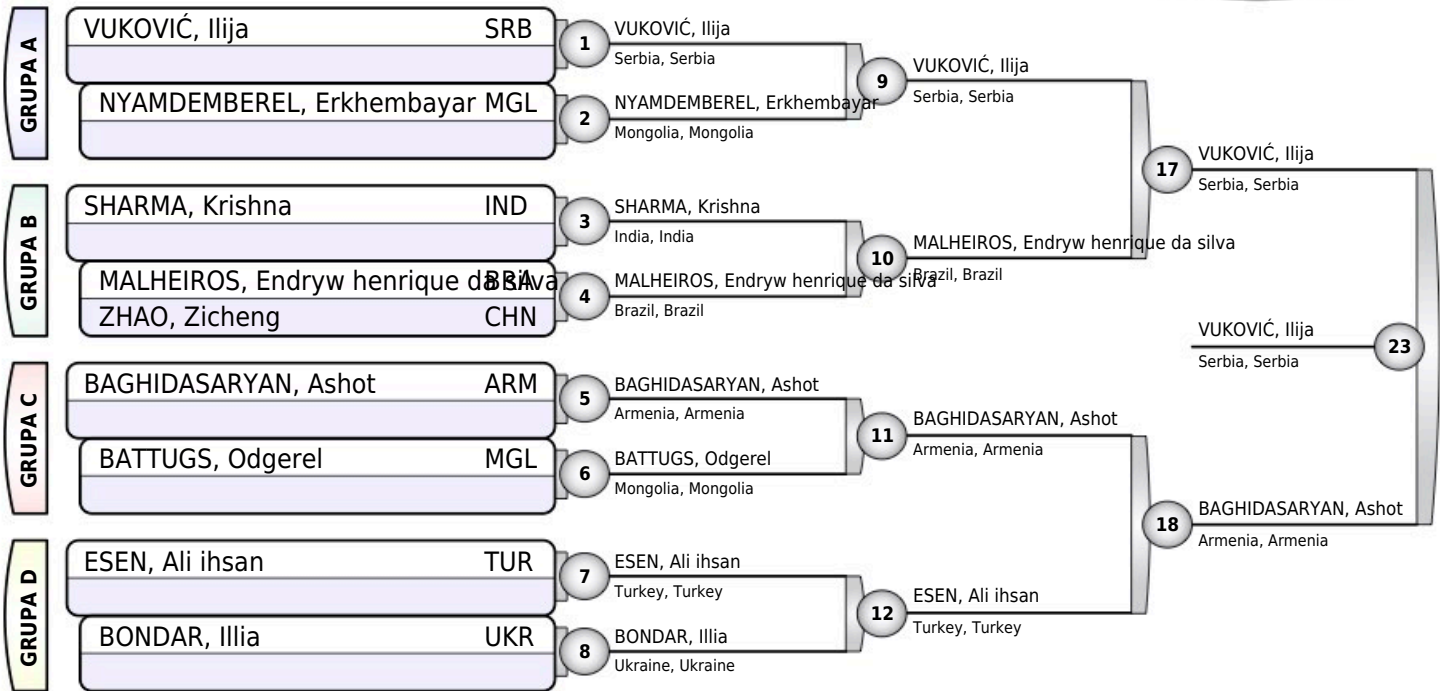 GRUPA A
VUKOVIĆ, Ilija SRB
NYAMDEMBEREL, Erkhembayar MGL
1
VUKOVIĆ, Ilija
Serbia, Serbia
2
NYAMDEMBEREL, Erkhembayar
Mongolia, Mongolia
9
VUKOVIĆ, Ilija
Serbia, Serbia
GRUPA B
SHARMA, Krishna IND
MALHEIROS, Endryw henrique da silva BRA
ZHAO, Zicheng CHN
3
SHARMA, Krishna
India, India
4
MALHEIROS, Endryw henrique da silva
Brazil, Brazil
10
MALHEIROS, Endryw henrique da silva
Brazil, Brazil
17
VUKOVIĆ, Ilija
Serbia, Serbia
VUKOVIĆ, Ilija
Serbia, Serbia
23
GRUPA C
BAGHIDASARYAN, Ashot ARM
BATTUGS, Odgerel MGL
5
BAGHIDASARYAN, Ashot
Armenia, Armenia
6
BATTUGS, Odgerel
Mongolia, Mongolia
11
BAGHIDASARYAN, Ashot
Armenia, Armenia
GRUPA D
ESEN, Ali ihsan TUR
BONDAR, Illia UKR
7
ESEN, Ali ihsan
Turkey, Turkey
8
BONDAR, Illia
Ukraine, Ukraine
12
ESEN, Ali ihsan
Turkey, Turkey
18
BAGHIDASARYAN, Ashot
Armenia, Armenia